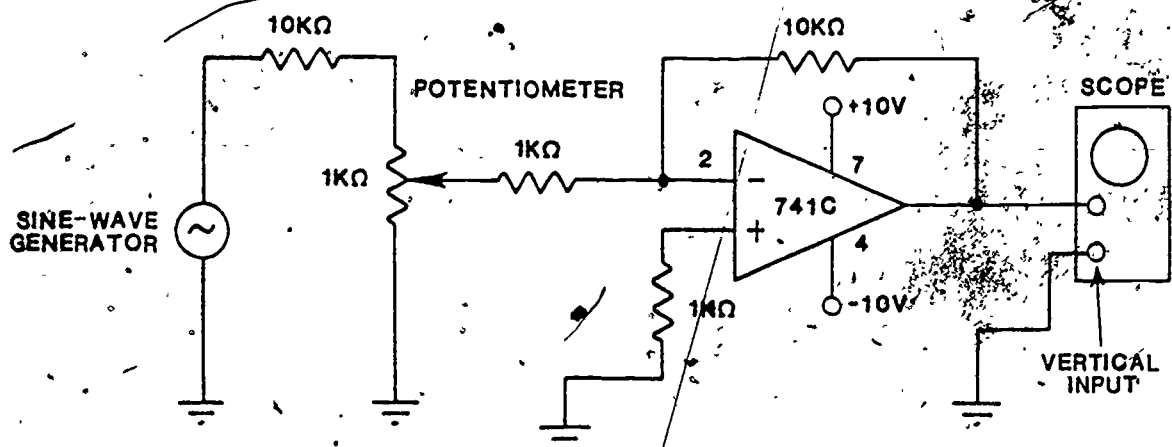 10KΩ
10KΩ
SCOPE
POTENTIOMETER
+10V
1KΩ
2
7
1KΩ
−
741C
SINE-WAVE
GENERATOR
~
+
4
1KΩ
-10V
VERTICAL
INPUT